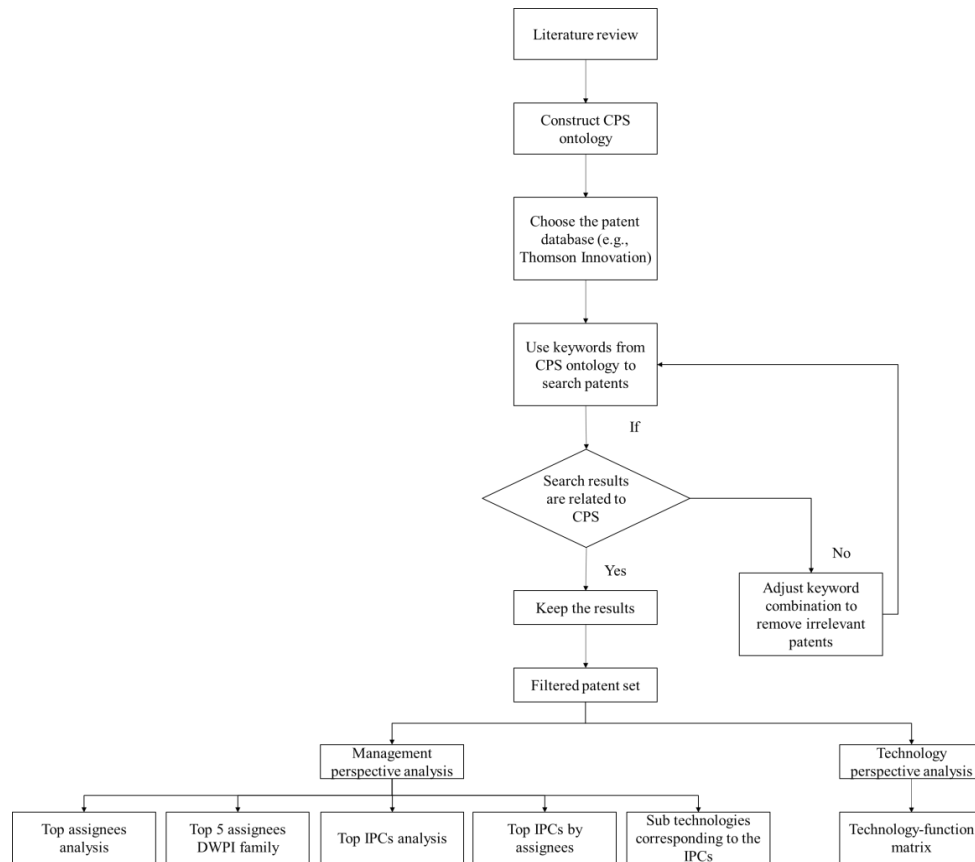 Literature review
Construct CPS
ontology
Choose the patent
database (e.g.,
Thomson Innovation)
Use keywords from
CPS ontology to
search patents
If
Search results
are related to
CPS
No
Yes
Adjust keyword
combination to
remove irrelevant
patents
Keep the results
Filtered patent set
Management
perspective analysis
Technology
perspective analysis
Top assignees
analysis
Top 5 assignees
DWPI family
Top IPCs analysis
Top IPCs by
assignees
Sub technologies
corresponding to the
IPCs
Technology-function
matrix